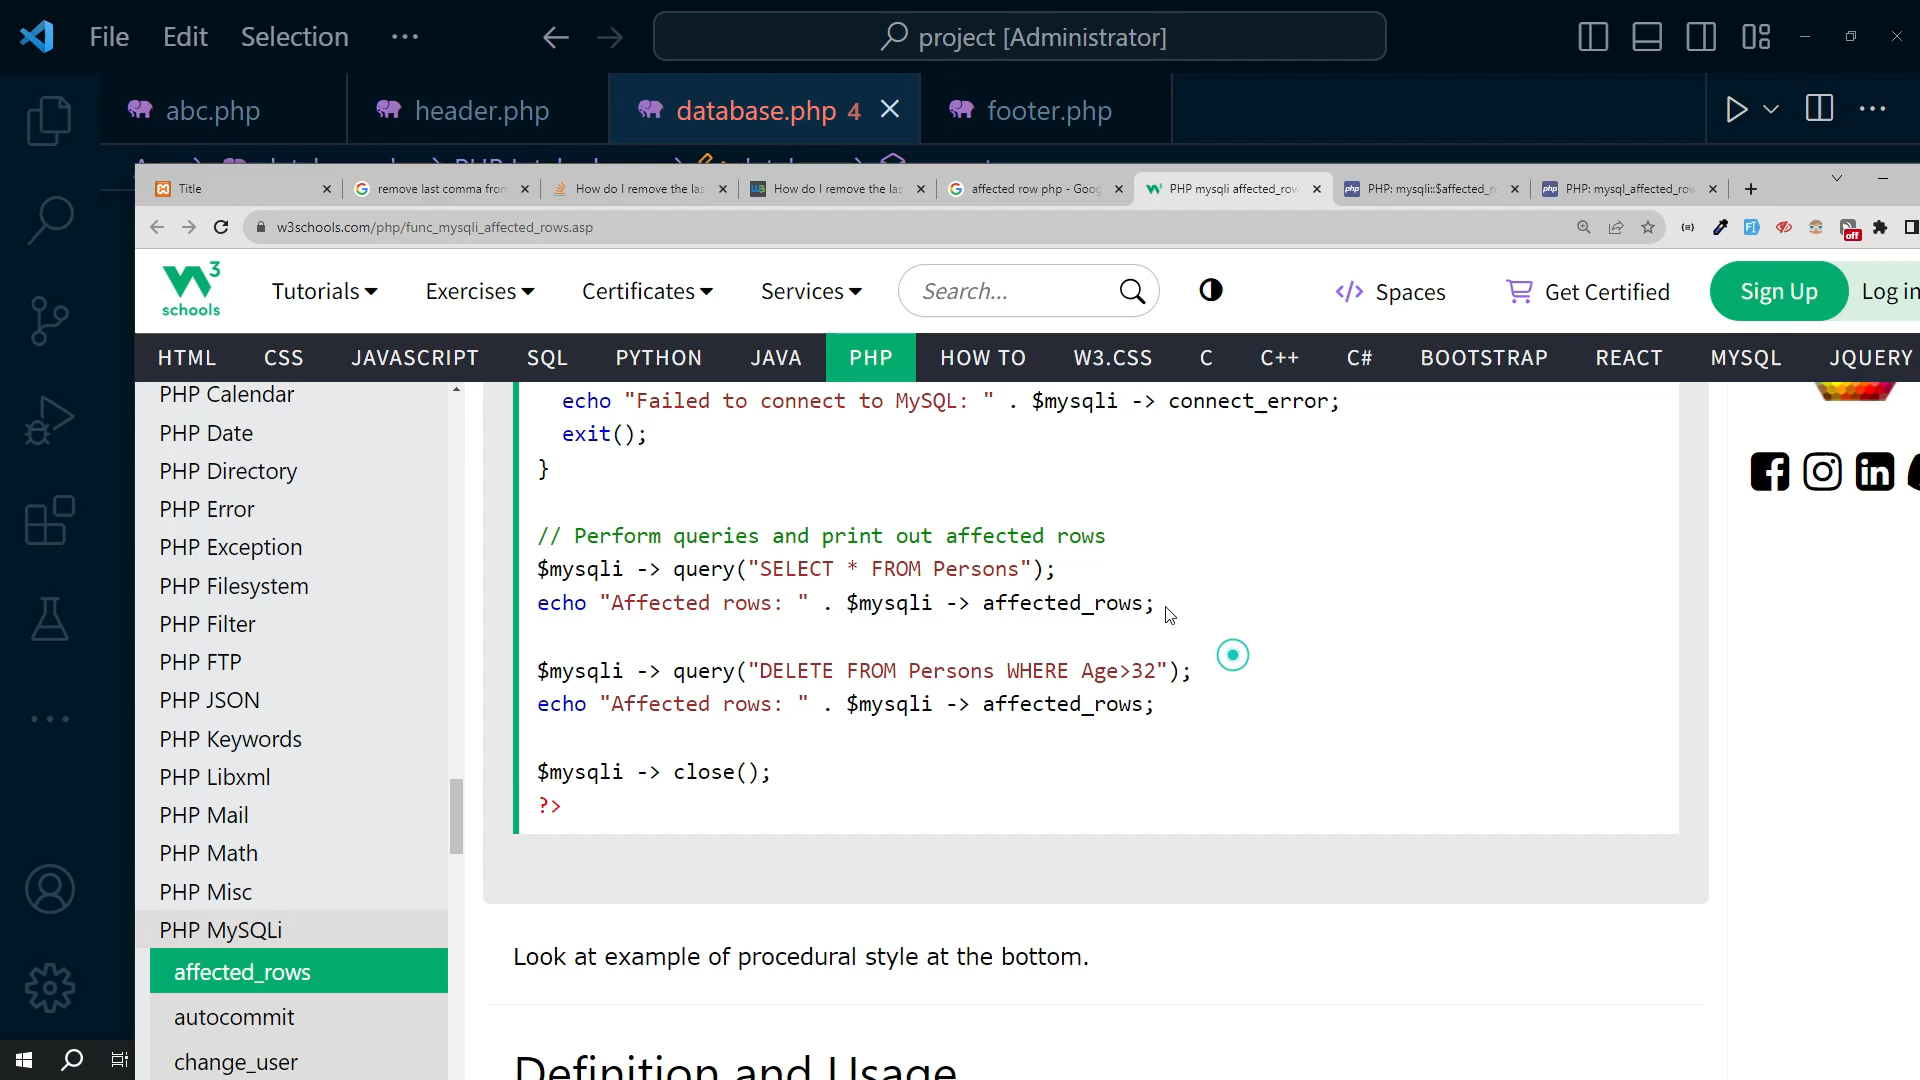 File Edit Selection ...
project [Administrator]
abc.php header.php database.php 4 footer.php
Title
remove last comma from
How do I remove the las
How do I remove the las
affected row php - Goog
PHP mysqli affected_row
PHP: mysqli::$affected_r
PHP: mysql_affected_row
w3schools.com/php/func_mysqli_affected_rows.asp
off
W3 schools
Tutorials Exercises Certificates Services Search... Spaces Get Certified Sign Up Log in
HTML CSS JAVASCRIPT SQL PYTHON JAVA PHP HOW TO W3.CSS C C++ C# BOOTSTRAP REACT MYSQL JQUERY
PHP Calendar
PHP Date
PHP Directory
PHP Error
PHP Exception
PHP Filesystem
PHP Filter
PHP FTP
PHP JSON
PHP Keywords
PHP Libxml
PHP Mail
PHP Math
PHP Misc
PHP MySQLi
affected_rows
autocommit
change_user
echo "Failed to connect to MySQL: " . $mysqli -> connect_error;
exit();
}
// Perform queries and print out affected rows
$mysqli -> query("SELECT * FROM Persons");
echo "Affected rows: " . $mysqli -> affected_rows;
$mysqli -> query("DELETE FROM Persons WHERE Age>32");
echo "Affected rows: " . $mysqli -> affected_rows;
$mysqli -> close();
?>
Look at example of procedural style at the bottom.
Definition and Usage